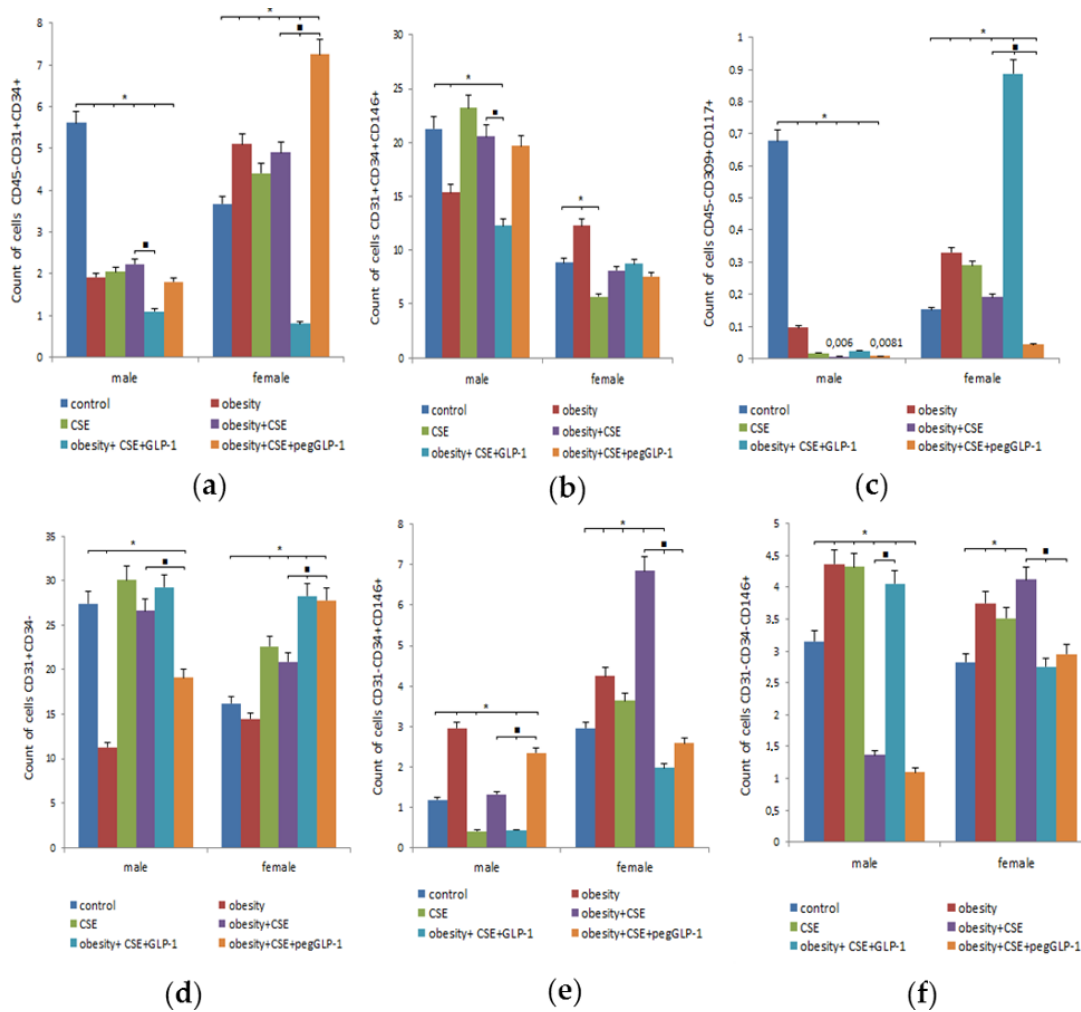 Count of cells CD45-CD31+CD34+
8
7
6
5
4
3
2
1
0
*
*
■
■
male female
control obesity
CSE obesity+CSE
obesity+ CSE+GLP-1 obesity+CSE+pegGLP-1
(a)
Count of cells CD31+CD34+CD146+
30
25
20
15
10
5
0
*
■
*
male female
control obesity
CSE obesity+CSE
obesity+ CSE+GLP-1 obesity+CSE+pegGLP-1
(b)
Count of cells CD45-CD309+CD117+
1
0,9
0,8
0,7
0,6
0,5
0,4
0,3
0,2
0,1
0
*
0,006 0,0081
*
■
male female
control obesity
CSE obesity+CSE
obesity+ CSE+GLP-1 obesity+CSE+pegGLP-1
(c)
Count of cells CD31+CD34-
35
30
25
20
15
10
5
0
*
■
*
■
male female
control obesity
CSE obesity+CSE
obesity+ CSE+GLP-1 obesity+CSE+pegGLP-1
(d)
Count of cells CD31-CD34+CD146+
8
7
6
5
4
3
2
1
0
*
■
*
■
male female
control obesity
CSE obesity+CSE
obesity+ CSE+GLP-1 obesity+CSE+pegGLP-1
(e)
Count of cells CD31-CD34-CD146+
5
4,5
4
3,5
3
2,5
2
1,5
1
0,5
0
*
■
*
■
male female
control obesity
CSE obesity+CSE
obesity+ CSE+GLP-1 obesity+CSE+pegGLP-1
(f)